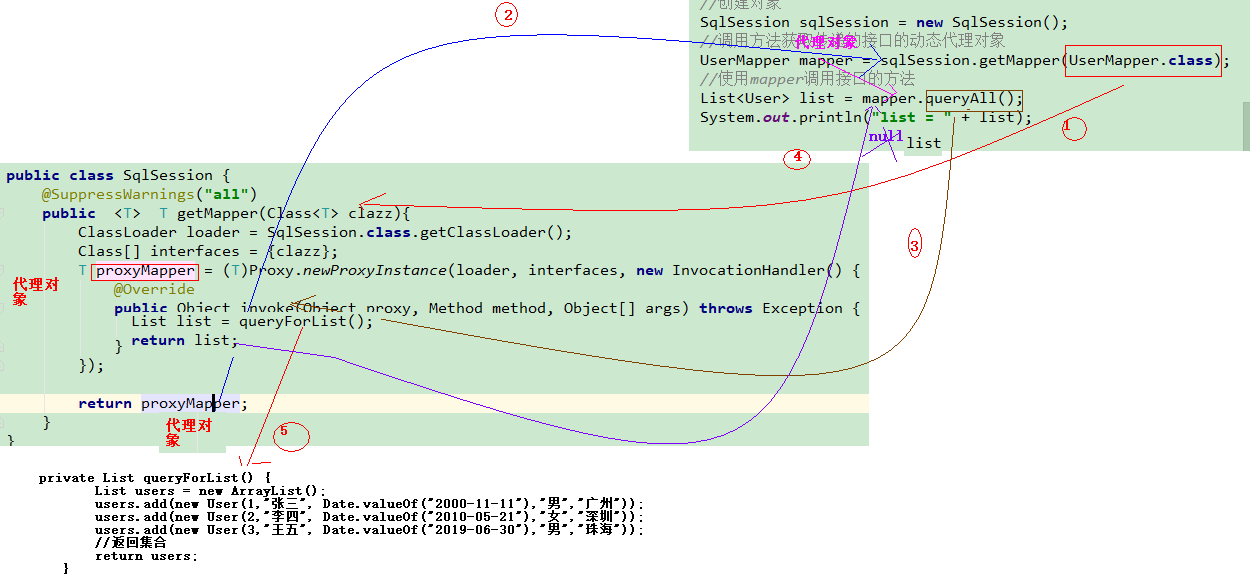 ②
//创建对象
SqlSession sqlSession = new SqlSession();
//调用方法获取 的接口的动态代理对象
代理对象
UserMapper mapper = sqlSession.getMapper(UserMapper.class);
//使用mapper调用接口的方法
List<User> list = mapper.queryAll();
System.out.println("list = " + list);
1
null
list
4
3
public class SqlSession {
@SuppressWarnings("all")
public <T> T getMapper(Class<T> clazz){
ClassLoader loader = SqlSession.class.getClassLoader();
Class[] interfaces = {clazz};
T proxyMapper = (T)Proxy.newProxyInstance(loader, interfaces, new InvocationHandler() {
代理对
象
@Override
public Object invoke(Object proxy, Method method, Object[] args) throws Exception {
List list = queryForList();
return list;
}
});
return proxyMapper;
代理对
象
}
}
5
private List queryForList() {
List users = new ArrayList();
users.add(new User(1,"张三", Date.valueOf("2000-11-11"),"男","广州"));
users.add(new User(2,"李四", Date.valueOf("2010-05-21"),"女","深圳"));
users.add(new User(3,"王五", Date.valueOf("2019-06-30"),"男","珠海"));
//返回集合
return users;
}